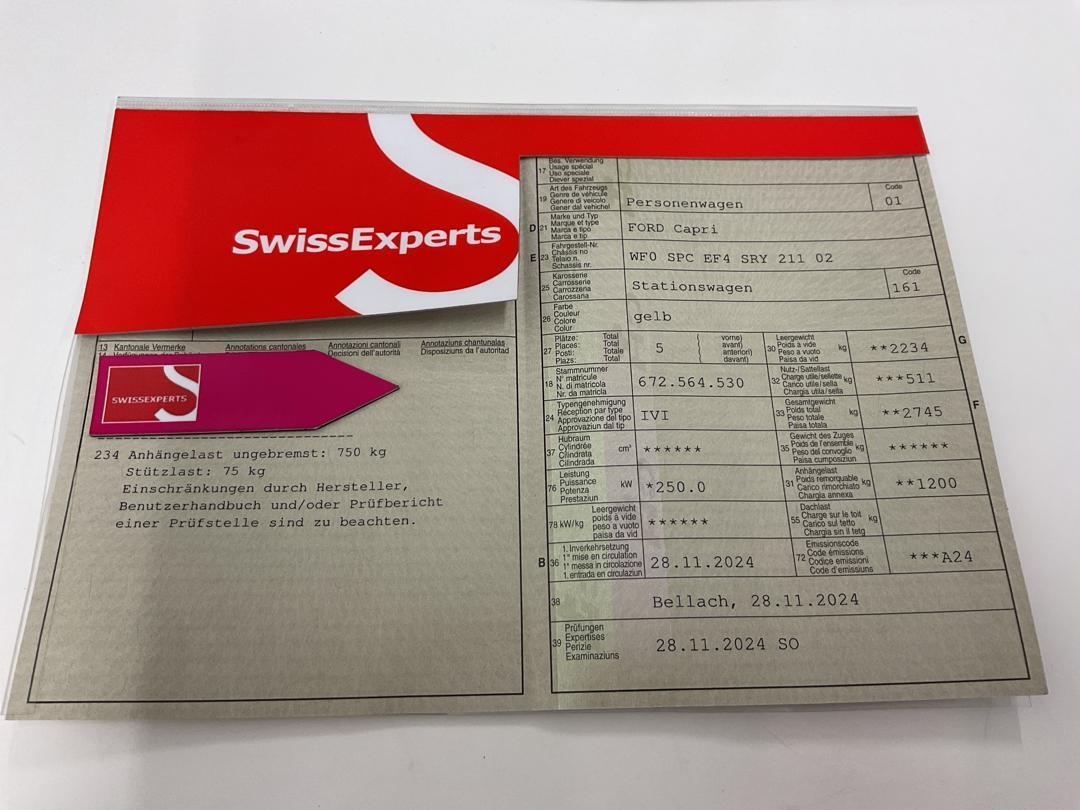 SwissExperts
13 Kantonale Vermerke Annotations cantonales Annotazioni cantonali Annotaziuns chantunalas
14 Decisioni dell'autorità Disposiziuns da l'autoritad
SWISSEXPERTS
234 Anhängelast ungebremst: 750 kg
Stützlast: 75 kg
Einschränkungen durch Hersteller,
Benutzerhandbuch und/oder Prüfbericht
einer Prüfstelle sind zu beachten.
17 Bes. Verwendung
Usage spécial
Uso speciale
Diever spezial
19 Art des Fahrzeugs
Genre de véhicule
Genere di veicolo
Gener dal vehichel
Personenwagen
Code
01
D 21 Marke und Typ
Marque et type
Marca e tipo
Marca e tip
FORD Capri
E 23 Fahrgestell-Nr.
Châssis no
Telaio n.
Schassis nr.
WF0 SPC EF4 SRY 211 02
25 Karosserie
Carrosserie
Carrozzeria
Carossaria
Stationswagen
Code
161
26 Farbe
Couleur
Colore
Colur
gelb
27 Plätze: Total
Places: Total
Posti: Totale
Plazs: Total
5
( vorne)
( avant)
( anteriori)
( davant)
G 30 Leergewicht
Poids à vide
Peso a vuoto
Paisa da vid
kg
**2234
18 Stammnummer
N° matricule
N. di matricola
Nr. da matricla
672.564.530
32 Nutz-/Sattellast
Charge utile/sellette
Carico utile/sella
Chargia utila/sella
kg
***511
24 Typengenehmigung
Réception par type
Approvazione del tipo
Approvaziun dal tip
IVI
F 33 Gesamtgewicht
Poids total
Peso totale
Paisa totala
kg
**2745
37 Hubraum
Cylindrée
Cilindrata
Cilindrada
cm³
******
35 Gewicht des Zuges
Poids de l'ensemble
Peso del convoglio
Paisa cumposiziun
kg
******
76 Leistung
Puissance
Potenza
Prestaziun
kW
*250.0
31 Anhängelast
Poids remorquable
Carico rimorchiato
Chargia annexa
kg
**1200
78 kW/kg Leergewicht
poids à vide
peso a vuoto
paisa da vid
******
55 Dachlast
Charge sur le toit
Carico sul tetto
Chargia sin il tetg
kg
B 36 1. Inverkehrsetzung
1re mise en circulation
1a messa in circolazione
1. entrada en circulaziun
28.11.2024
72 Emissionscode
Code émissions
Codice emissioni
Code d'emissiuns
***A24
38
Bellach, 28.11.2024
39 Prüfungen
Expertises
Perizie
Examinaziuns
28.11.2024 SO